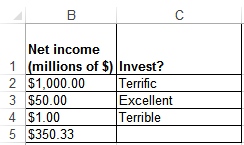 B C
1 Net income
(millions of $) Invest?
2 $1,000.00 Terrific
3 $50.00 Excellent
4 $1.00 Terrible
5 $350.33